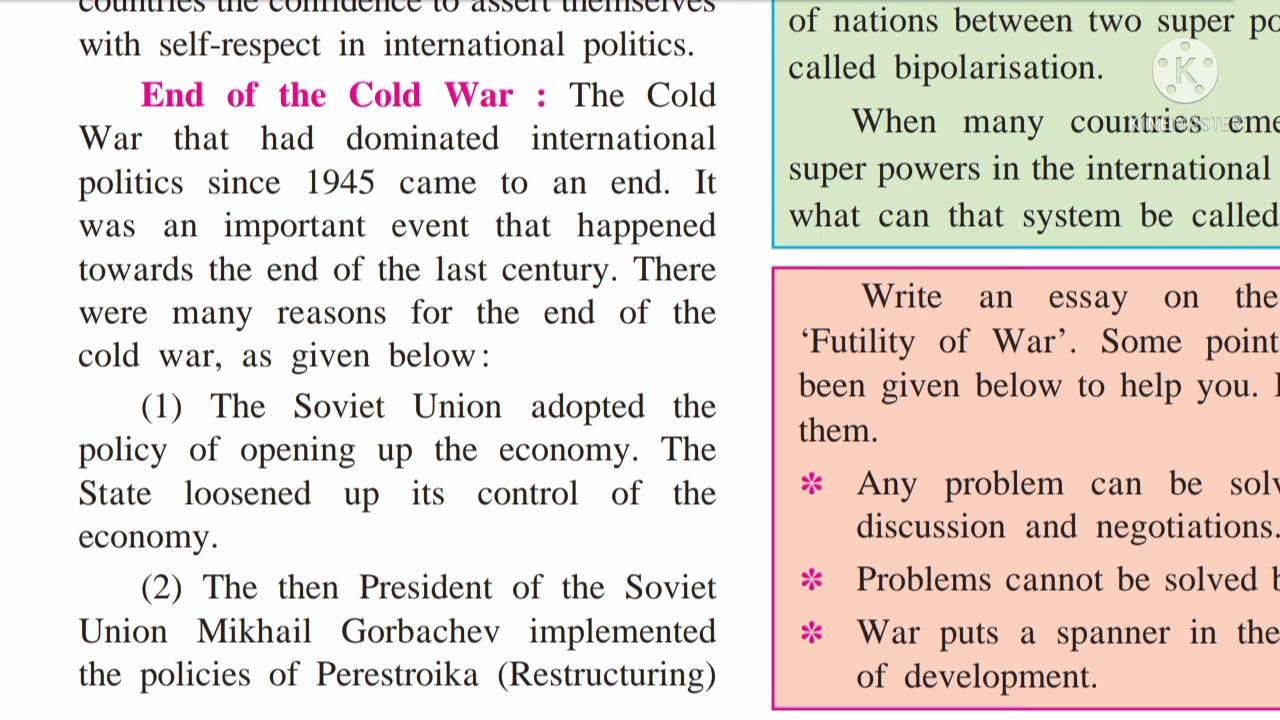 countries the confidence to assert themselves
with self-respect in international politics.
End of the Cold War : The Cold
War that had dominated international
politics since 1945 came to an end. It
was an important event that happened
towards the end of the last century. There
were many reasons for the end of the
cold war, as given below:
(1) The Soviet Union adopted the
policy of opening up the economy. The
State loosened up its control of the
economy.
(2) The then President of the Soviet
Union Mikhail Gorbachev implemented
the policies of Perestroika (Restructuring)
of nations between two super
called bipolarisation.
When many countries
super powers in the international
what can that system be called
Write an essay on the
‘Futility of War’. Some point
been given below to help you.
them.
* Any problem can be
discussion and negotiations.
* Problems cannot be solved
* War puts a spanner in the
of development.
K
KINEMASTER